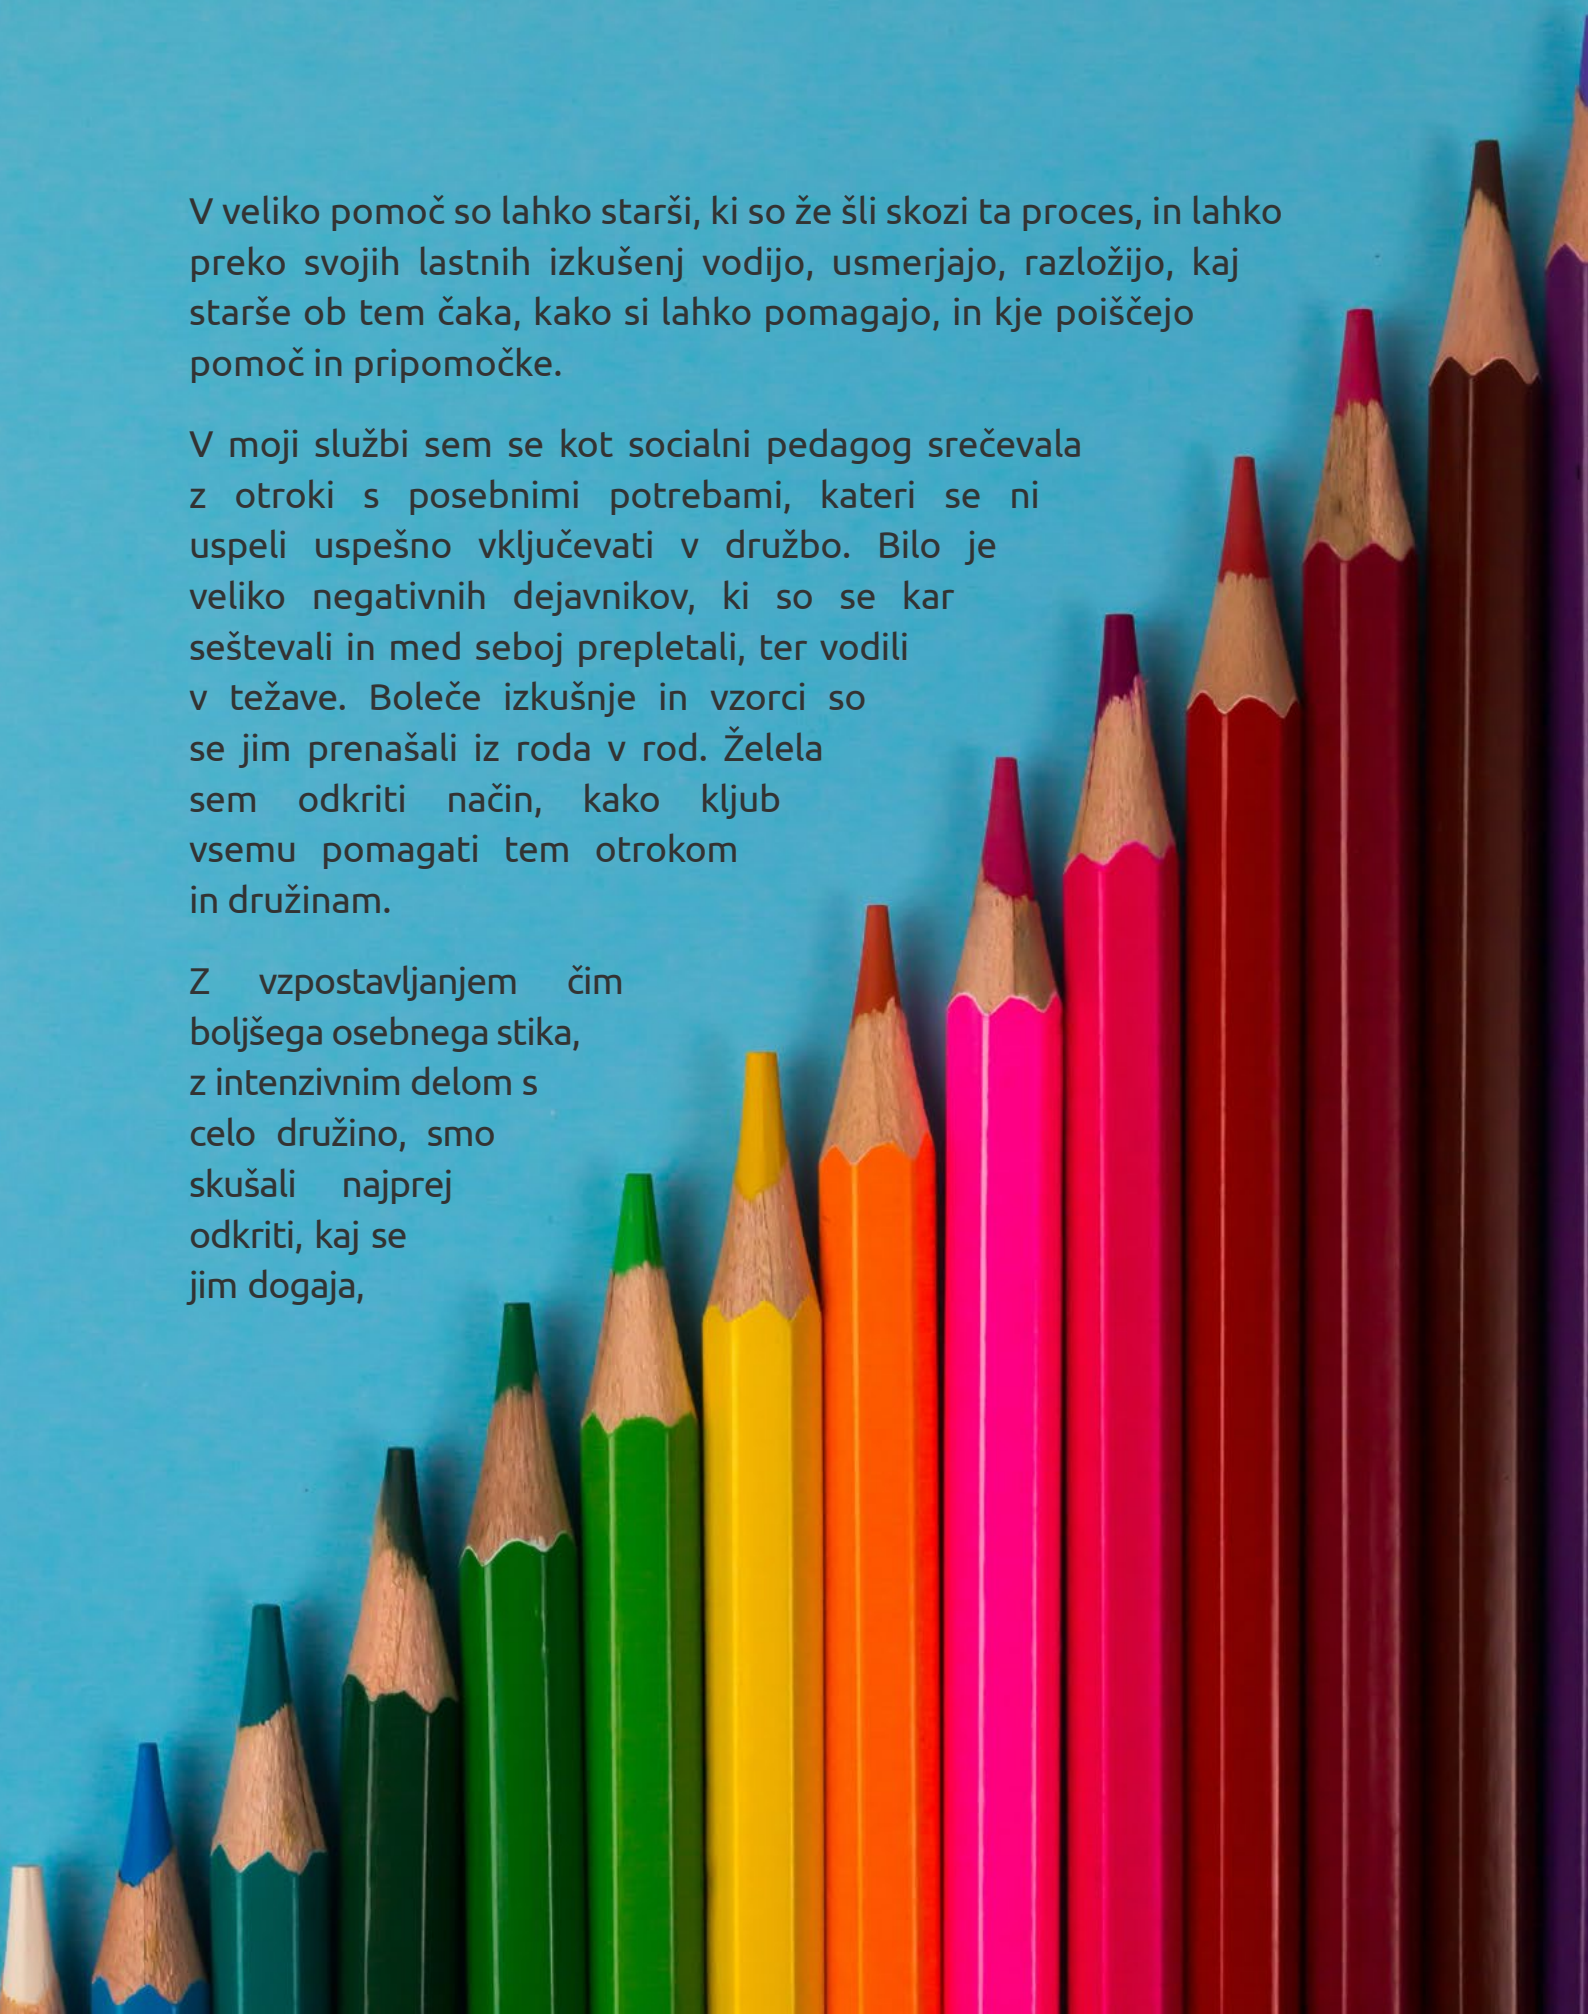 V veliko pomoč so lahko starši, ki so že šli skozi ta proces, in lahko
preko svojih lastnih izkušenj vodijo, usmerjajo, razložijo, kaj
starše ob tem čaka, kako si lahko pomagajo, in kje poiščejo
pomoč in pripomočke.
V moji službi sem se kot socialni pedagog srečevala
z otroki s posebnimi potrebami, kateri se ni
uspeli uspešno vključevati v družbo. Bilo je
veliko negativnih dejavnikov, ki so se kar
seštevali in med seboj prepletali, ter vodili
v težave. Boleče izkušnje in vzorci so
se jim prenašali iz roda v rod. Želela
sem odkriti način, kako kljub
vsemu pomagati tem otrokom
in družinam.
Z vzpostavljanjem čim
boljšega osebnega stika,
z intenzivnim delom s
celo družino, smo
skušali najprej
odkriti, kaj se
jim dogaja,